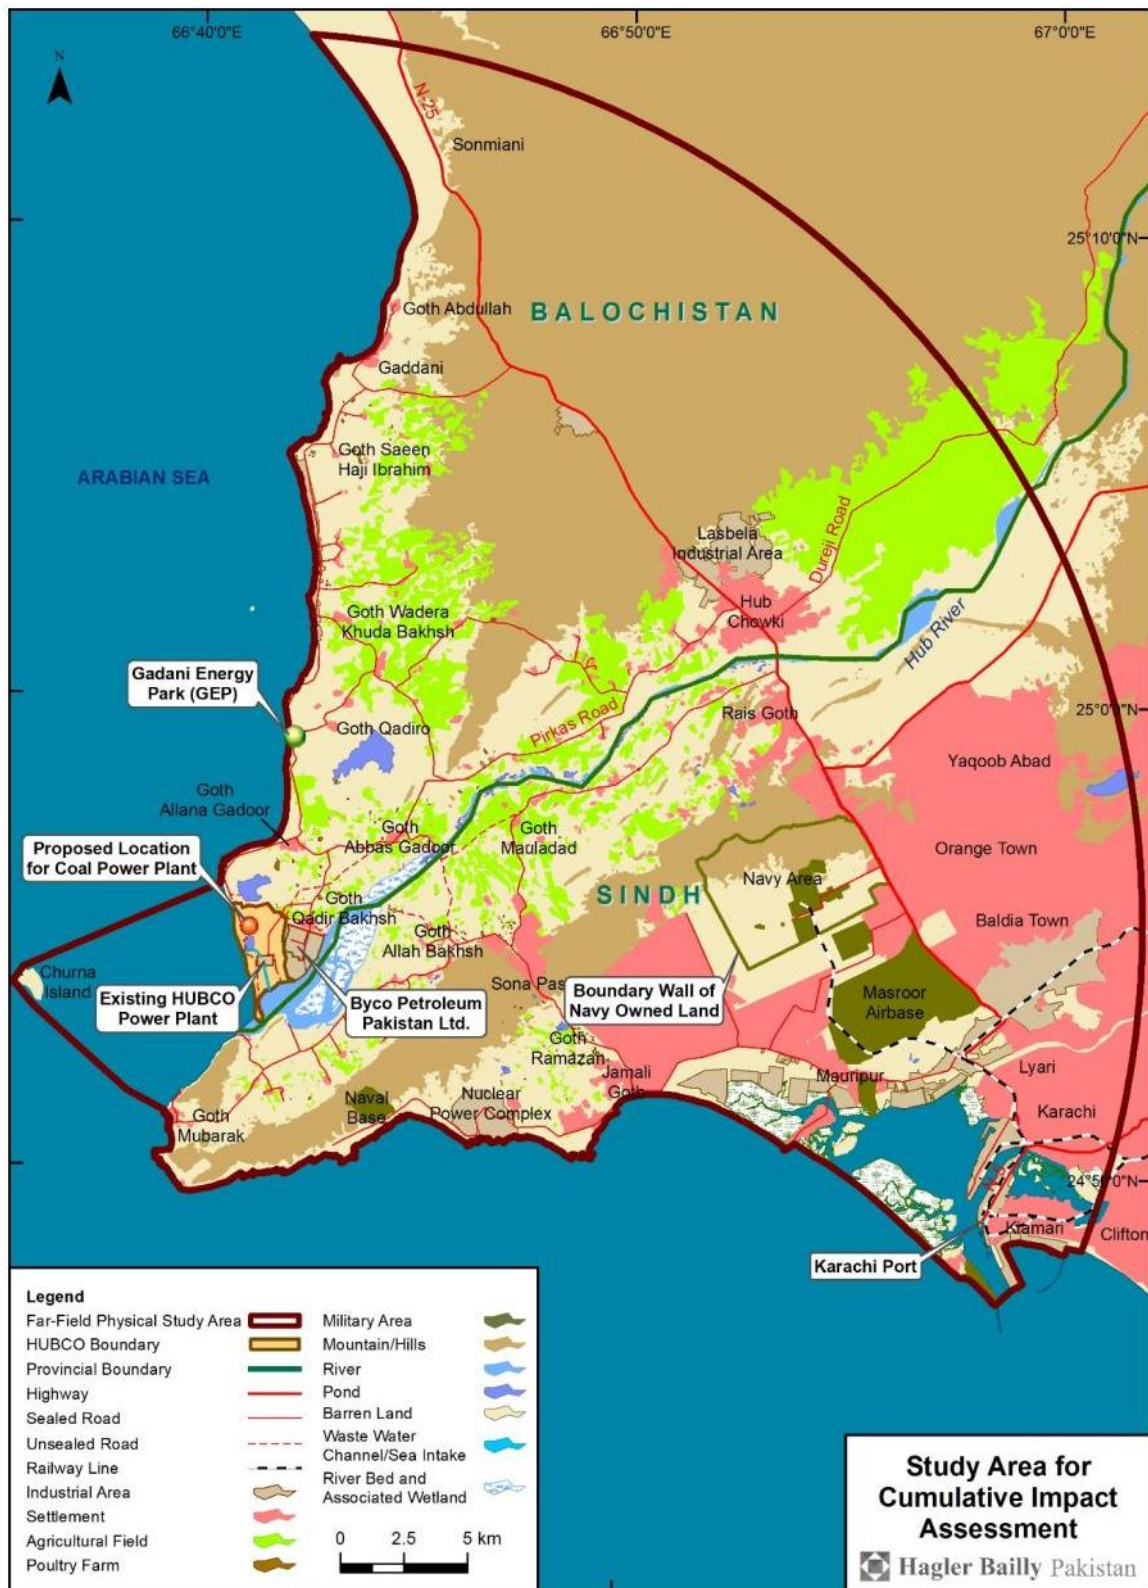 66°40'0"E
66°50'0"E
67°0'0"E
N
N-25
Sonmiani
25°10'0"N
Goth Abdullah
BALOCHISTAN
Gaddani
Goth Saeen
Haji Ibrahim
ARABIAN SEA
Lasbela
Industrial Area
Dureji Road
Hub
Chowki
Goth Wadera
Khuda Bakhsh
Hub River
Gadani Energy
Park (GEP)
Goth Qadiro
Pirkas Road
Rais Goth
25°0'0"N
Yaqoob Abad
Goth
Allana Gadoor
Goth
Abbas Gadoor
Goth
Mauladad
Orange Town
Proposed Location
for Coal Power Plant
Navy Area
SINDH
Goth
Qadir Bakhsh
Baldia Town
Goth
Allah Bakhsh
Churna
Island
Sona Pass
Existing HUBCO
Power Plant
Byco Petroleum
Pakistan Ltd.
Boundary Wall of
Navy Owned Land
Masroor
Airbase
Goth
Ramazan
Jamali
Goth
Mauripur
Lyari
Karachi
Goth
Mubarak
Naval
Base
Nuclear
Power Complex
24°50'0"N
Kiamari
Clifton
Karachi Port
Legend
Far-Field Physical Study Area
HUBCO Boundary
Provincial Boundary
Highway
Sealed Road
Unsealed Road
Railway Line
Industrial Area
Settlement
Agricultural Field
Poultry Farm
Military Area
Mountain/Hills
River
Pond
Barren Land
Waste Water
Channel/Sea Intake
River Bed and
Associated Wetland
0 2.5 5 km
Study Area for
Cumulative Impact
Assessment
Hagler Bailly Pakistan